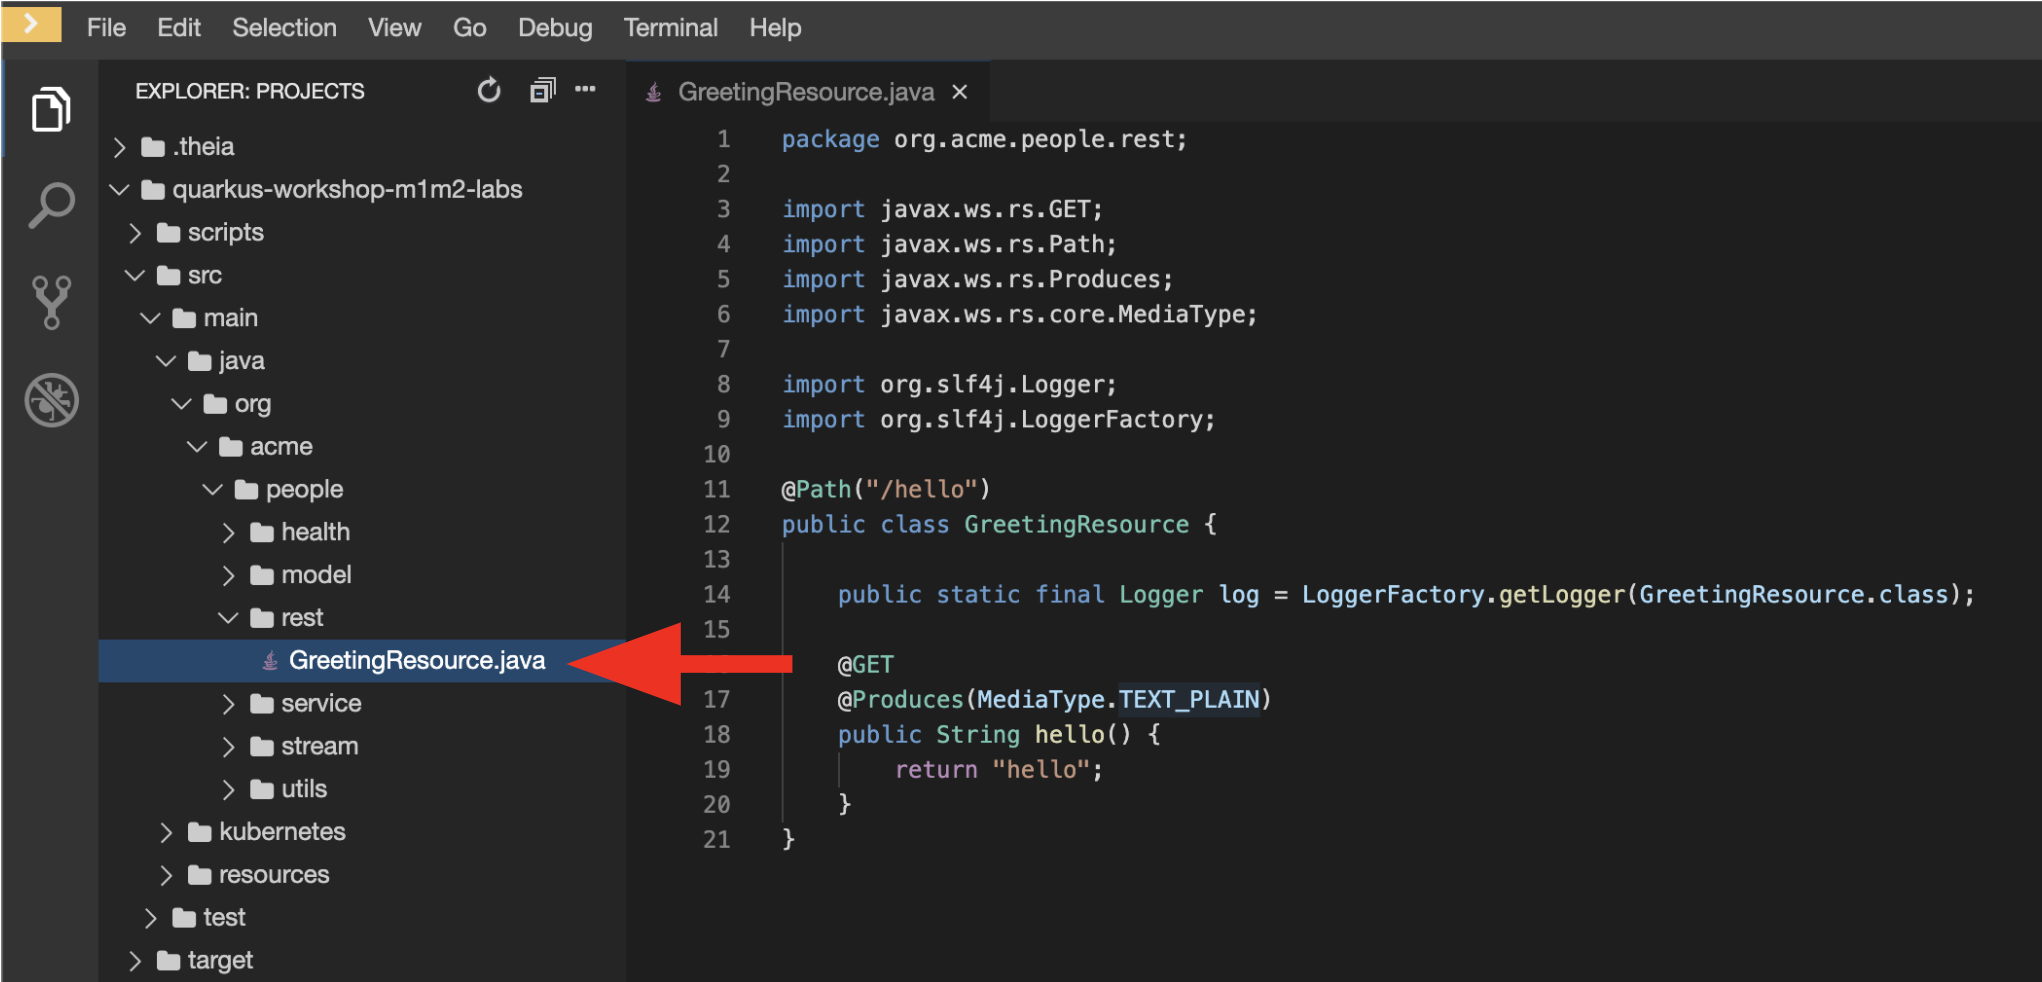 File Edit Selection View Go Debug Terminal Help
EXPLORER: PROJECTS
.theia
quarkus-workshop-m1m2-labs
scripts
src
main
java
org
acme
people
health
model
rest
GreetingResource.java
service
stream
utils
kubernetes
resources
test
target
GreetingResource.java
1 package org.acme.people.rest;
2
3 import javax.ws.rs.GET;
4 import javax.ws.rs.Path;
5 import javax.ws.rs.Produces;
6 import javax.ws.rs.core.MediaType;
7
8 import org.slf4j.Logger;
9 import org.slf4j.LoggerFactory;
10
11 @Path("/hello")
12 public class GreetingResource {
13
14 public static final Logger log = LoggerFactory.getLogger(GreetingResource.class);
15
@GET
17 @Produces(MediaType.TEXT_PLAIN)
18 public String hello() {
19 return "hello";
20 }
21 }